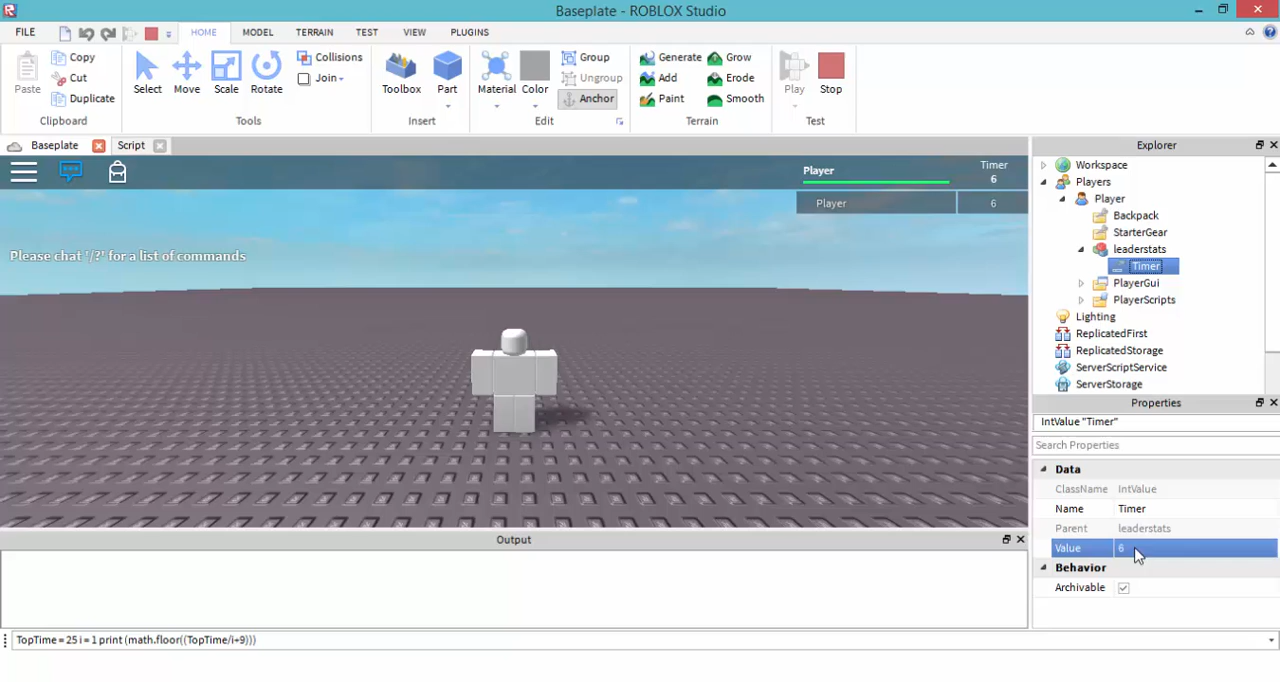 Baseplate - ROBLOX Studio
FILE HOME MODEL TERRAIN TEST VIEW PLUGINS
Paste Copy Cut Duplicate
Clipboard
Select Move Scale Rotate Collisions Join
Tools
Toolbox Part
Insert
Material Color Group Ungroup Anchor
Edit
Generate Add Paint Grow Erode Smooth
Terrain
Play Stop
Test
Baseplate Script
Player Timer 6
Player 6
Please chat '/?' for a list of commands
Explorer
Workspace
Players
Player
Backpack
StarterGear
leaderstats
Timer
PlayerGui
PlayerScripts
Lighting
ReplicatedFirst
ReplicatedStorage
ServerScriptService
ServerStorage
Properties
IntValue "Timer"
Search Properties
Data
ClassName IntValue
Name Timer
Parent leaderstats
Value 6
Behavior
Archivable
Output
TopTime = 25 i = 1 print (math.floor((TopTime/i+9)))